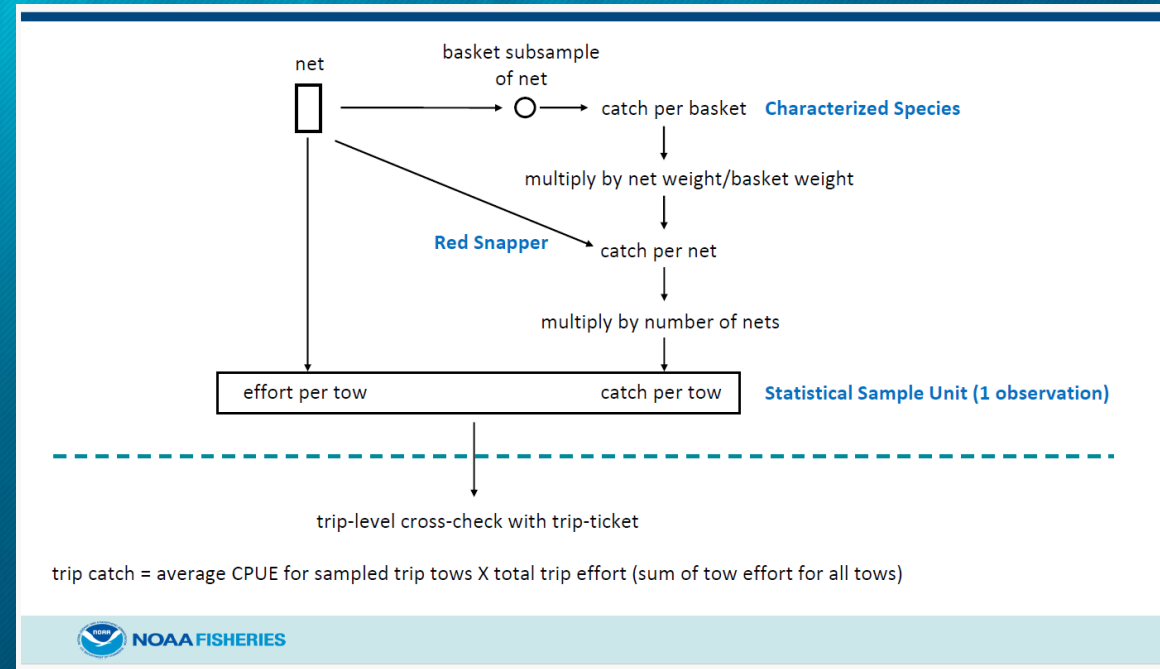 net
basket subsample
of net
catch per basket Characterized Species
multiply by net weight/basket weight
Red Snapper
catch per net
multiply by number of nets
effort per tow catch per tow Statistical Sample Unit (1 observation)
trip-level cross-check with trip-ticket
trip catch = average CPUE for sampled trip tows X total trip effort (sum of tow effort for all tows)
NOAA
NOAA FISHERIES